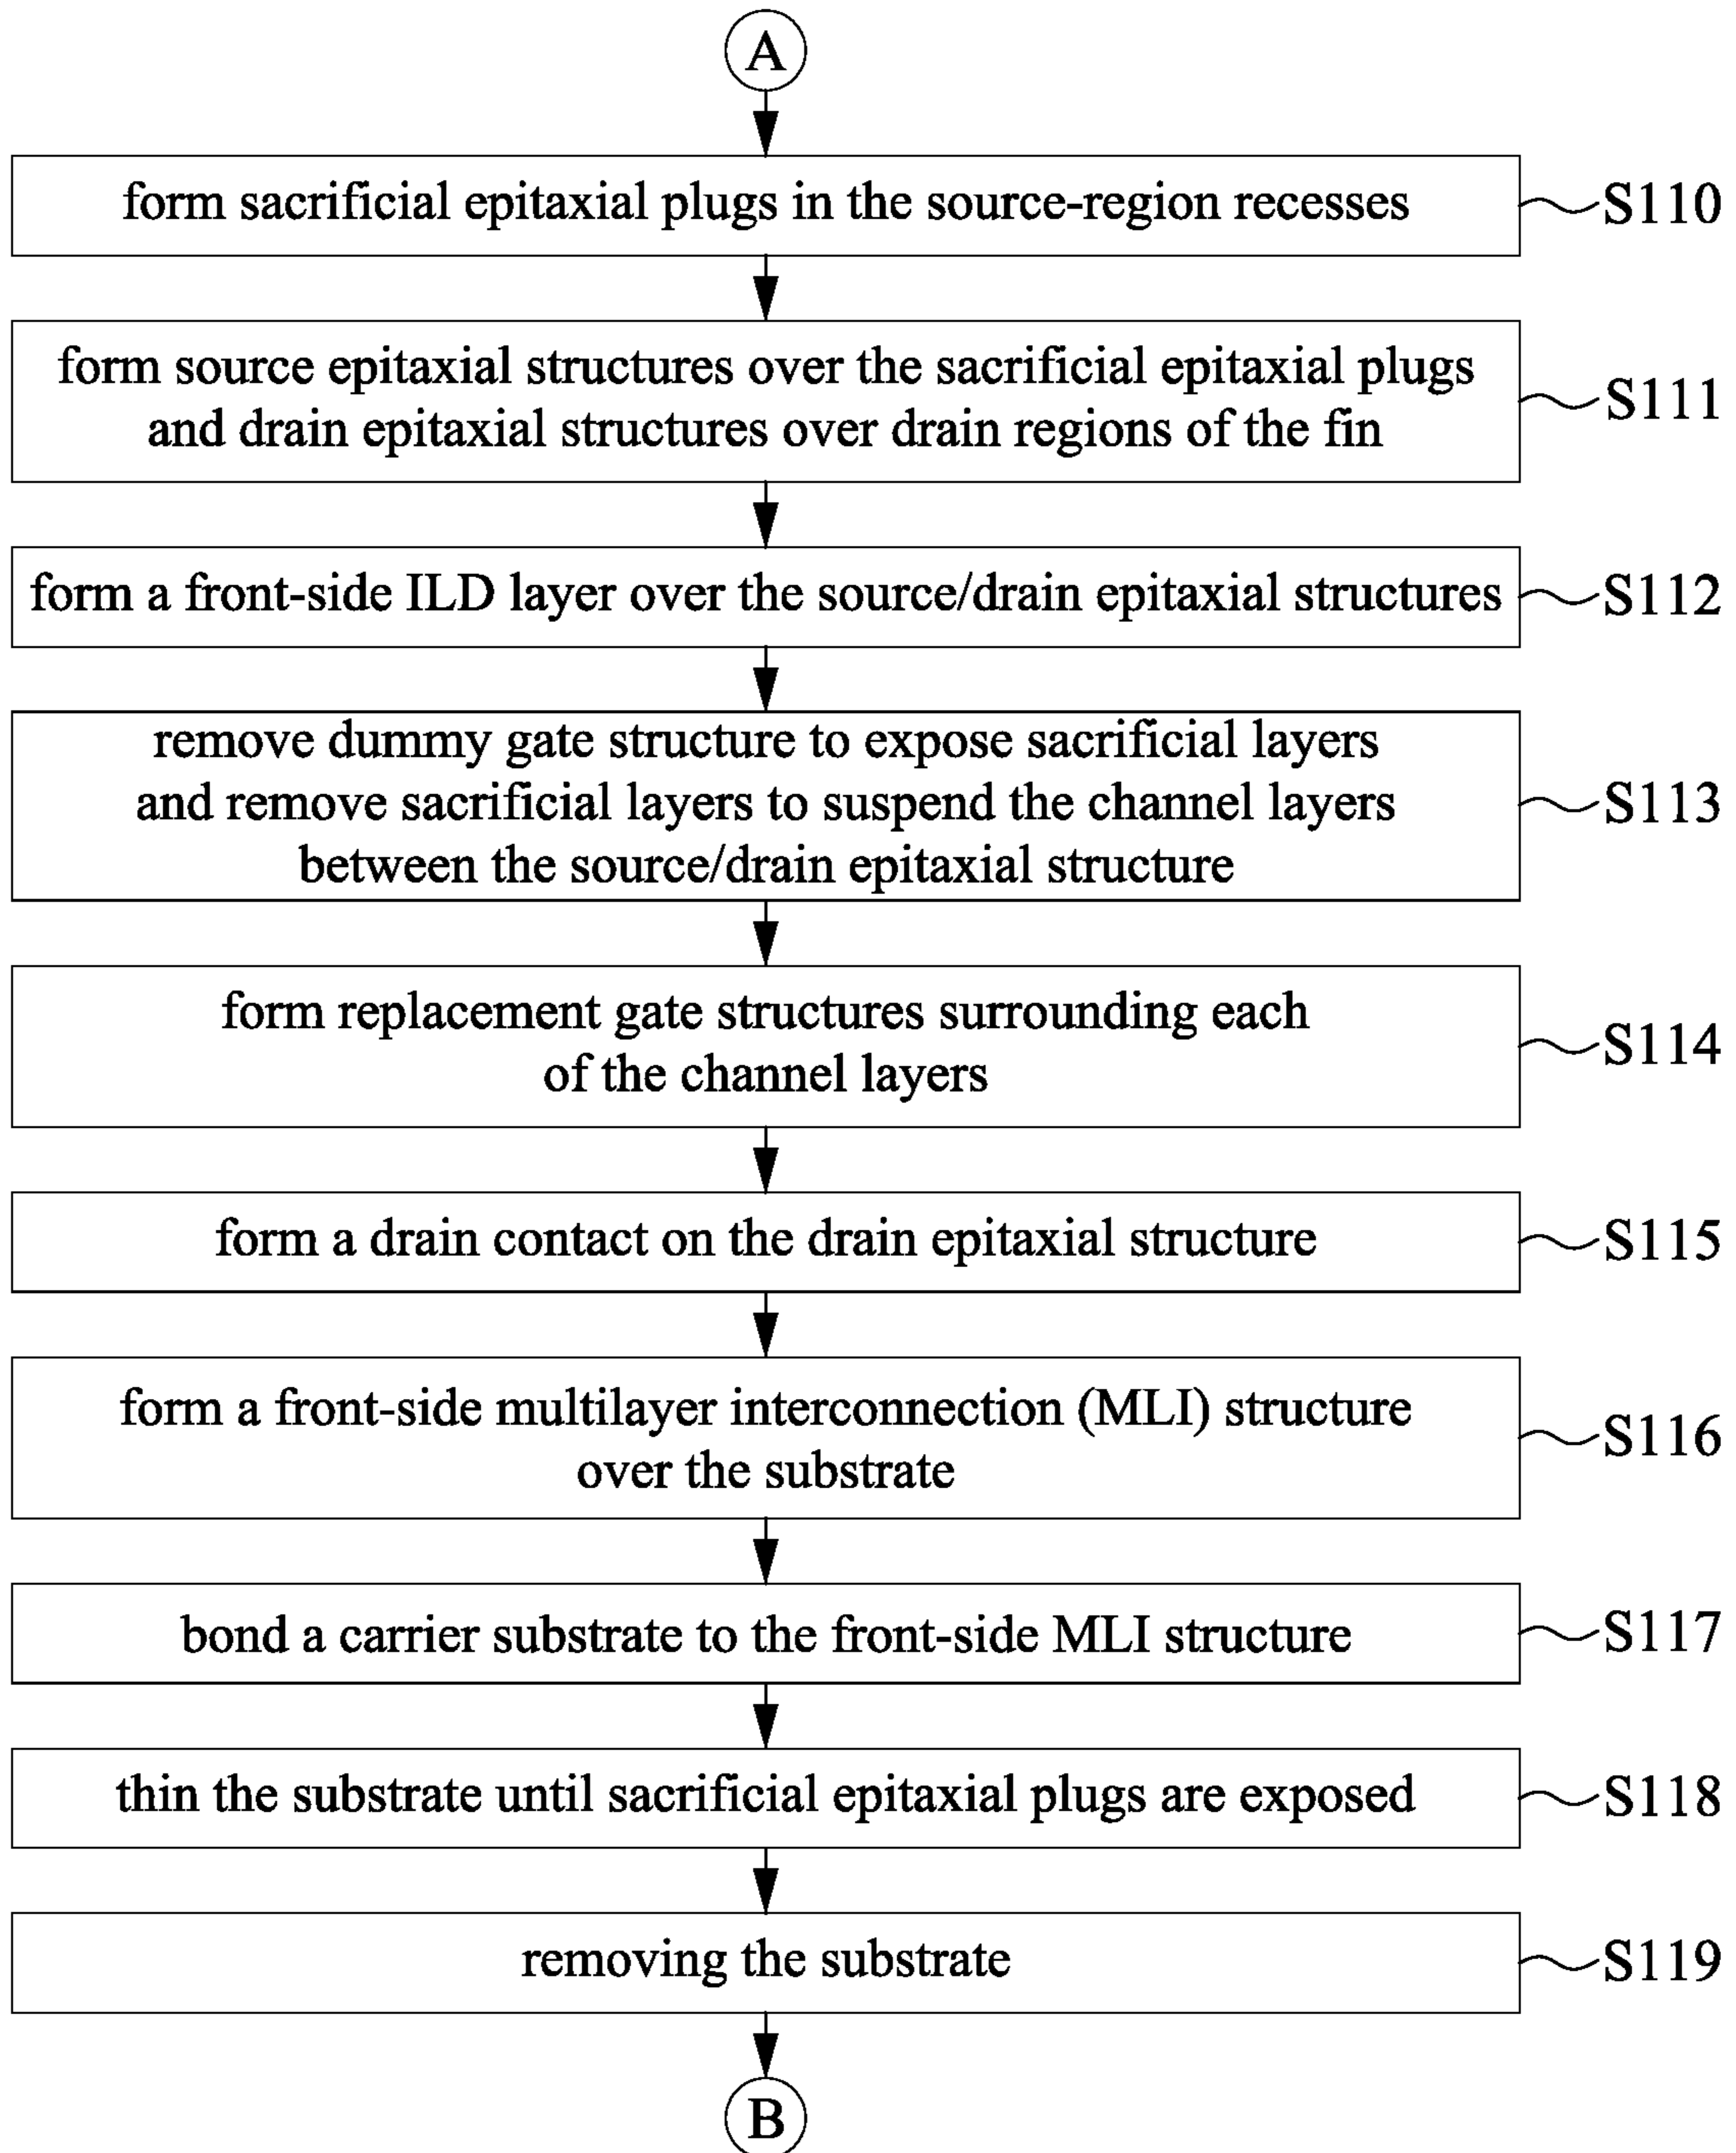 A
form sacrificial epitaxial plugs in the source-region recesses
S110
form source epitaxial structures over the sacrificial epitaxial plugs
and drain epitaxial structures over drain regions of the fin
S111
form a front-side ILD layer over the source/drain epitaxial structures
S112
remove dummy gate structure to expose sacrificial layers
and remove sacrificial layers to suspend the channel layers
between the source/drain epitaxial structure
S113
form replacement gate structures surrounding each
of the channel layers
S114
form a drain contact on the drain epitaxial structure
S115
form a front-side multilayer interconnection (MLI) structure
over the substrate
S116
bond a carrier substrate to the front-side MLI structure
S117
thin the substrate until sacrificial epitaxial plugs are exposed
S118
removing the substrate
S119
B